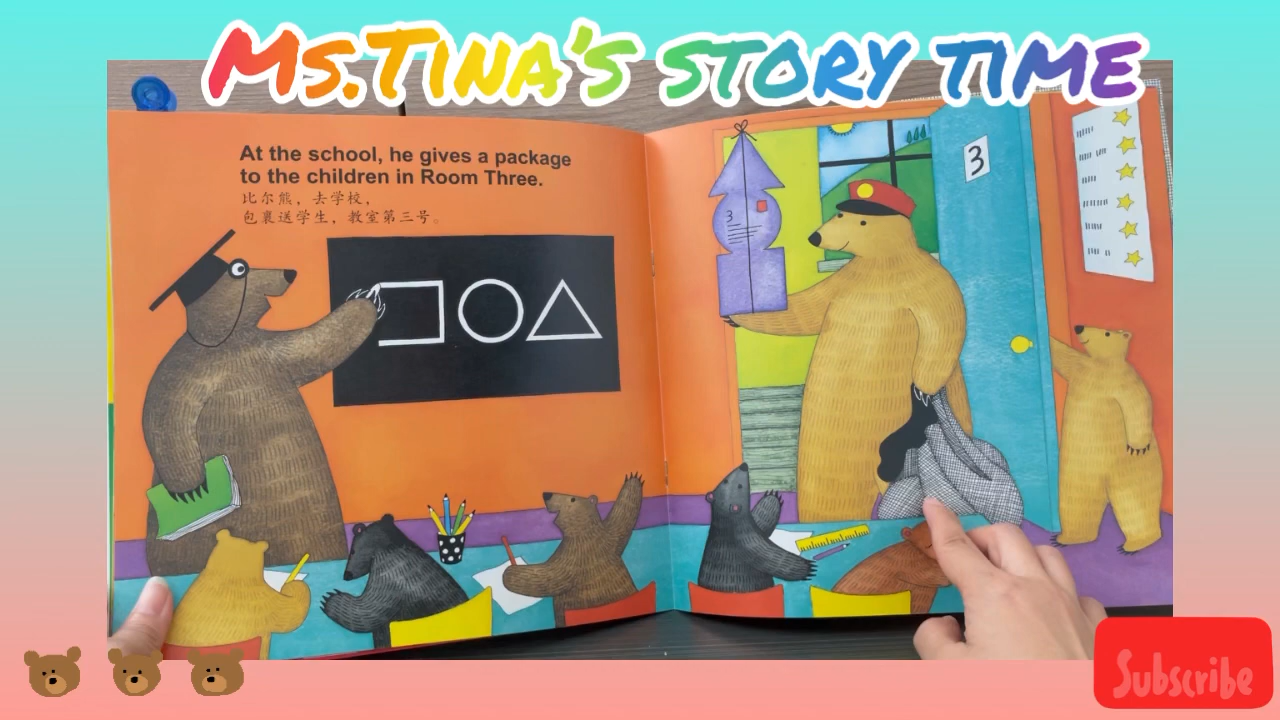 Ms.Tina's story time
At the school, he gives a package
to the children in Room Three.
比尔熊，去学校，
包裹送学生，教室第三号。
3
3
Subscribe